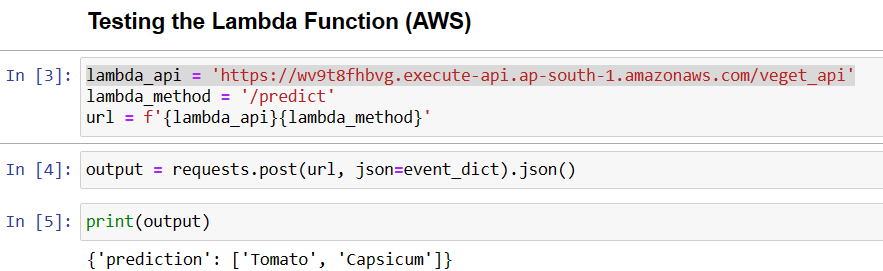 Testing the Lambda Function (AWS)
In [3]: lambda_api = 'https://wv9t8fhbvg.execute-api.ap-south-1.amazonaws.com/veget_api'
lambda_method = '/predict'
url = f'{lambda_api}{lambda_method}'
In [4]: output = requests.post(url, json=event_dict).json()
In [5]: print(output)
{'prediction': ['Tomato', 'Capsicum']}